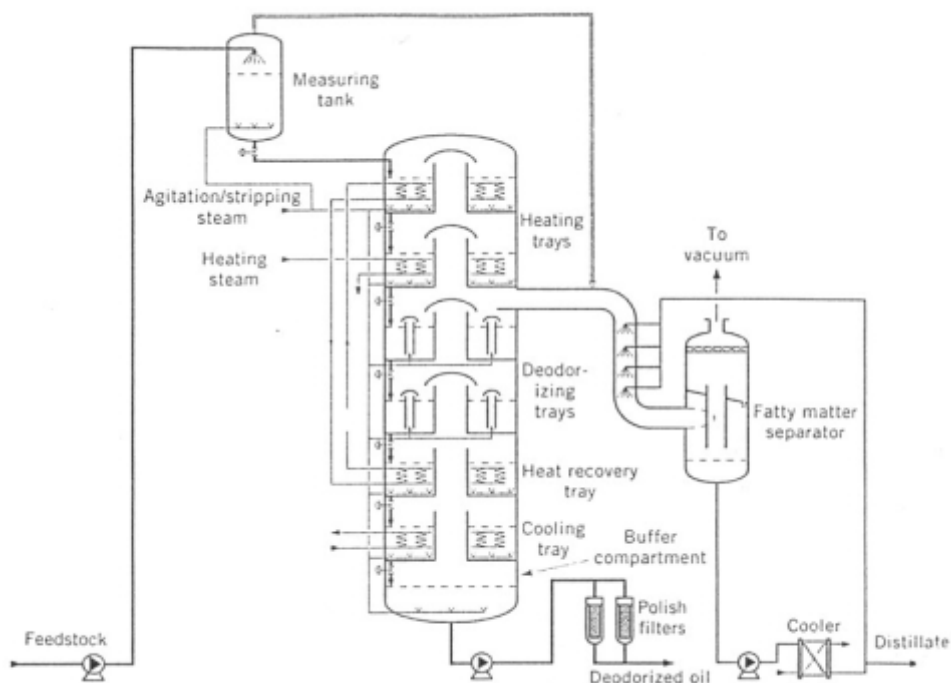 Measuring
tank
Agitation/stripping
steam
Heating
trays
Heating
steam
To
vacuum
Deodor-
izing
trays
Fatty matter
separator
Heat recovery
tray
Cooling
tray
Buffer
compartment
Polish
filters
Feedstock
Cooler
Distillate
Deodorized oil